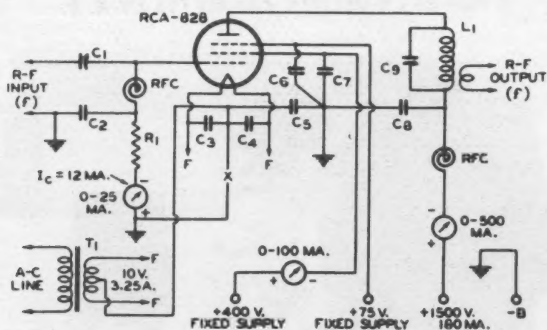 RCA-828
L1
C1
C6
C7
C9
R-F
INPUT
(f)
RFC
R-F
OUTPUT
(f)
C2
C5
C8
C3
C4
R1
F
F
X
RFC
IC = 12 MA.
-
0-25
MA.
+
-
0-500
MA.
+
T1
A-C
LINE
F
10 V.
3.25 A.
F
0-100 MA.
+
-
+400 V.
FIXED SUPPLY
+75 V.
FIXED SUPPLY
+1500 V.
180 MA.
-B